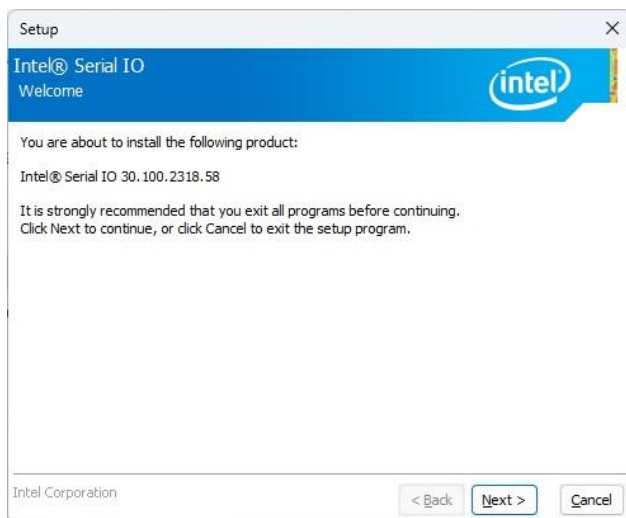 Setup
Intel® Serial IO
Welcome
intel
You are about to install the following product:
Intel® Serial IO 30.100.2318.58
It is strongly recommended that you exit all programs before continuing.
Click Next to continue, or click Cancel to exit the setup program.
Intel Corporation
< Back
Next >
Cancel